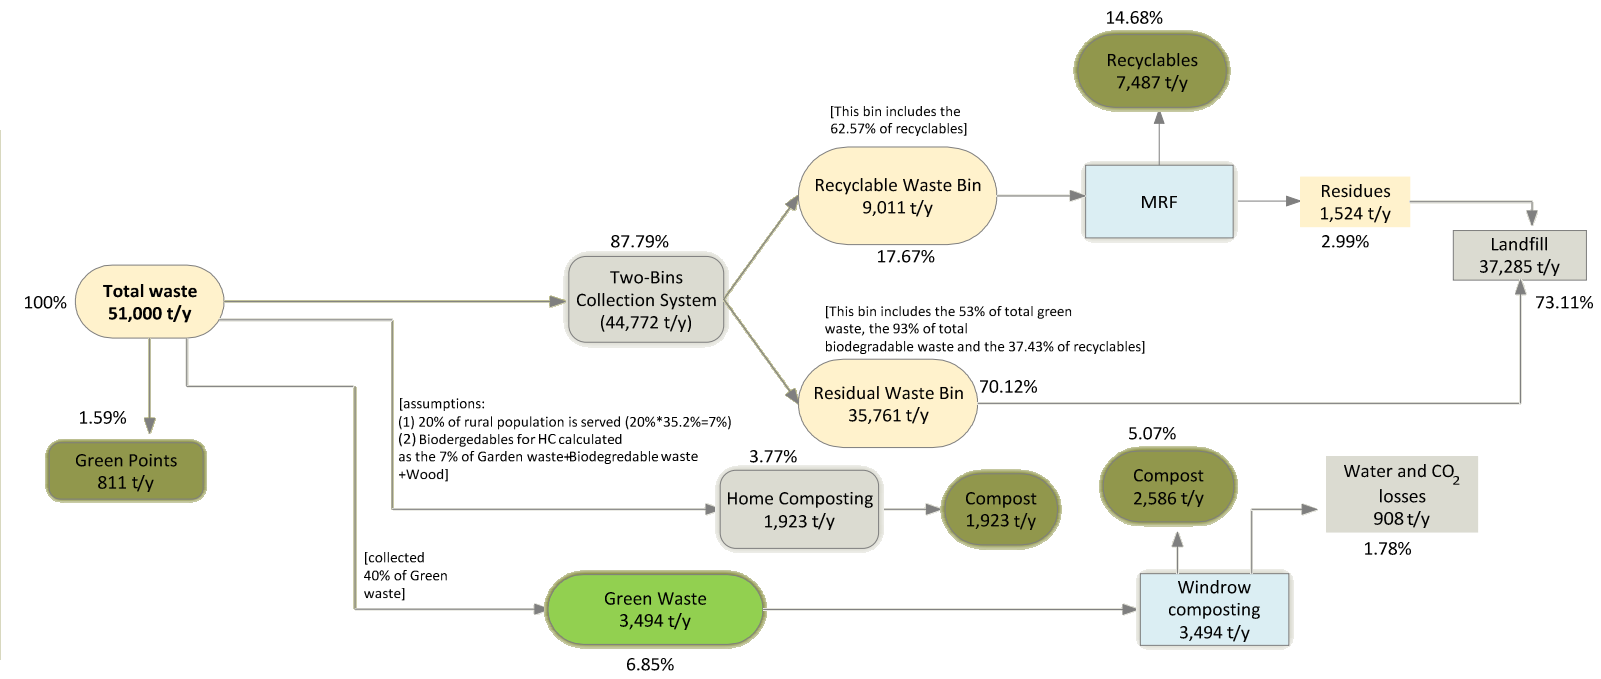 14.68%
Recyclables
7,487 t/y
[This bin includes the
62.57% of recyclables]
Recyclable Waste Bin
9,011 t/y
17.67%
MRF
Residues
1,524 t/y
2.99%
Landfill
37,285 t/y
73.11%
87.79%
Two-Bins
Collection System
(44,772 t/y)
100%
Total waste
51,000 t/y
[This bin includes the 53% of total green
waste, the 93% of total
biodegradable waste and the 37.43% of recyclables]
Residual Waste Bin
35,761 t/y
70.12%
1.59%
Green Points
811 t/y
[assumptions:
(1) 20% of rural population is served (20%*35.2%=7%)
(2) Biodergedables for HC calculated
as the 7% of Garden waste+Biodegredable waste
+Wood]
3.77%
Home Composting
1,923 t/y
Compost
1,923 t/y
5.07%
Compost
2,586 t/y
Water and CO2
losses
908 t/y
1.78%
[collected
40% of Green
waste]
Green Waste
3,494 t/y
6.85%
Windrow
composting
3,494 t/y